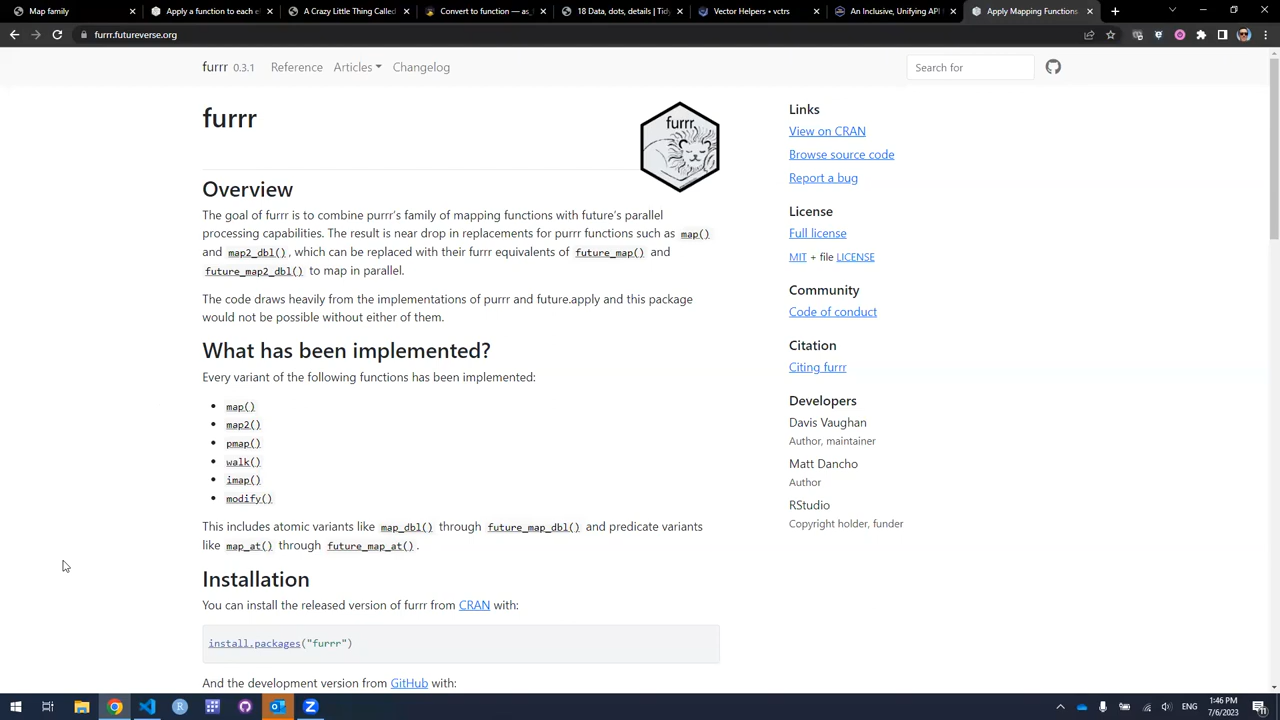 Map family
Apply a function to each el
A Crazy Little Thing Called
Convert to function — as_
18 Data, dots, details | Tid
Vector Helpers • vctrs
An Inclusive, Unifying API f
Apply Mapping Functions
furrr.futureverse.org
furrr 0.3.1 Reference Articles Changelog Search for
furrr
furrr
Overview
The goal of furrr is to combine purrr's family of mapping functions with future's parallel
processing capabilities. The result is near drop in replacements for purrr functions such as map()
and map2_dbl(), which can be replaced with their furrr equivalents of future_map() and
future_map2_dbl() to map in parallel.
The code draws heavily from the implementations of purrr and future.apply and this package
would not be possible without either of them.
What has been implemented?
Every variant of the following functions has been implemented:
map()
map2()
pmap()
walk()
imap()
modify()
This includes atomic variants like map_dbl() through future_map_dbl() and predicate variants
like map_at() through future_map_at().
Installation
You can install the released version of furrr from CRAN with:
install.packages("furrr")
And the development version from GitHub with:
Links
View on CRAN
Browse source code
Report a bug
License
Full license
MIT + file LICENSE
Community
Code of conduct
Citation
Citing furrr
Developers
Davis Vaughan
Author, maintainer
Matt Dancho
Author
RStudio
Copyright holder, funder
ENG
1:46 PM
7/6/2023